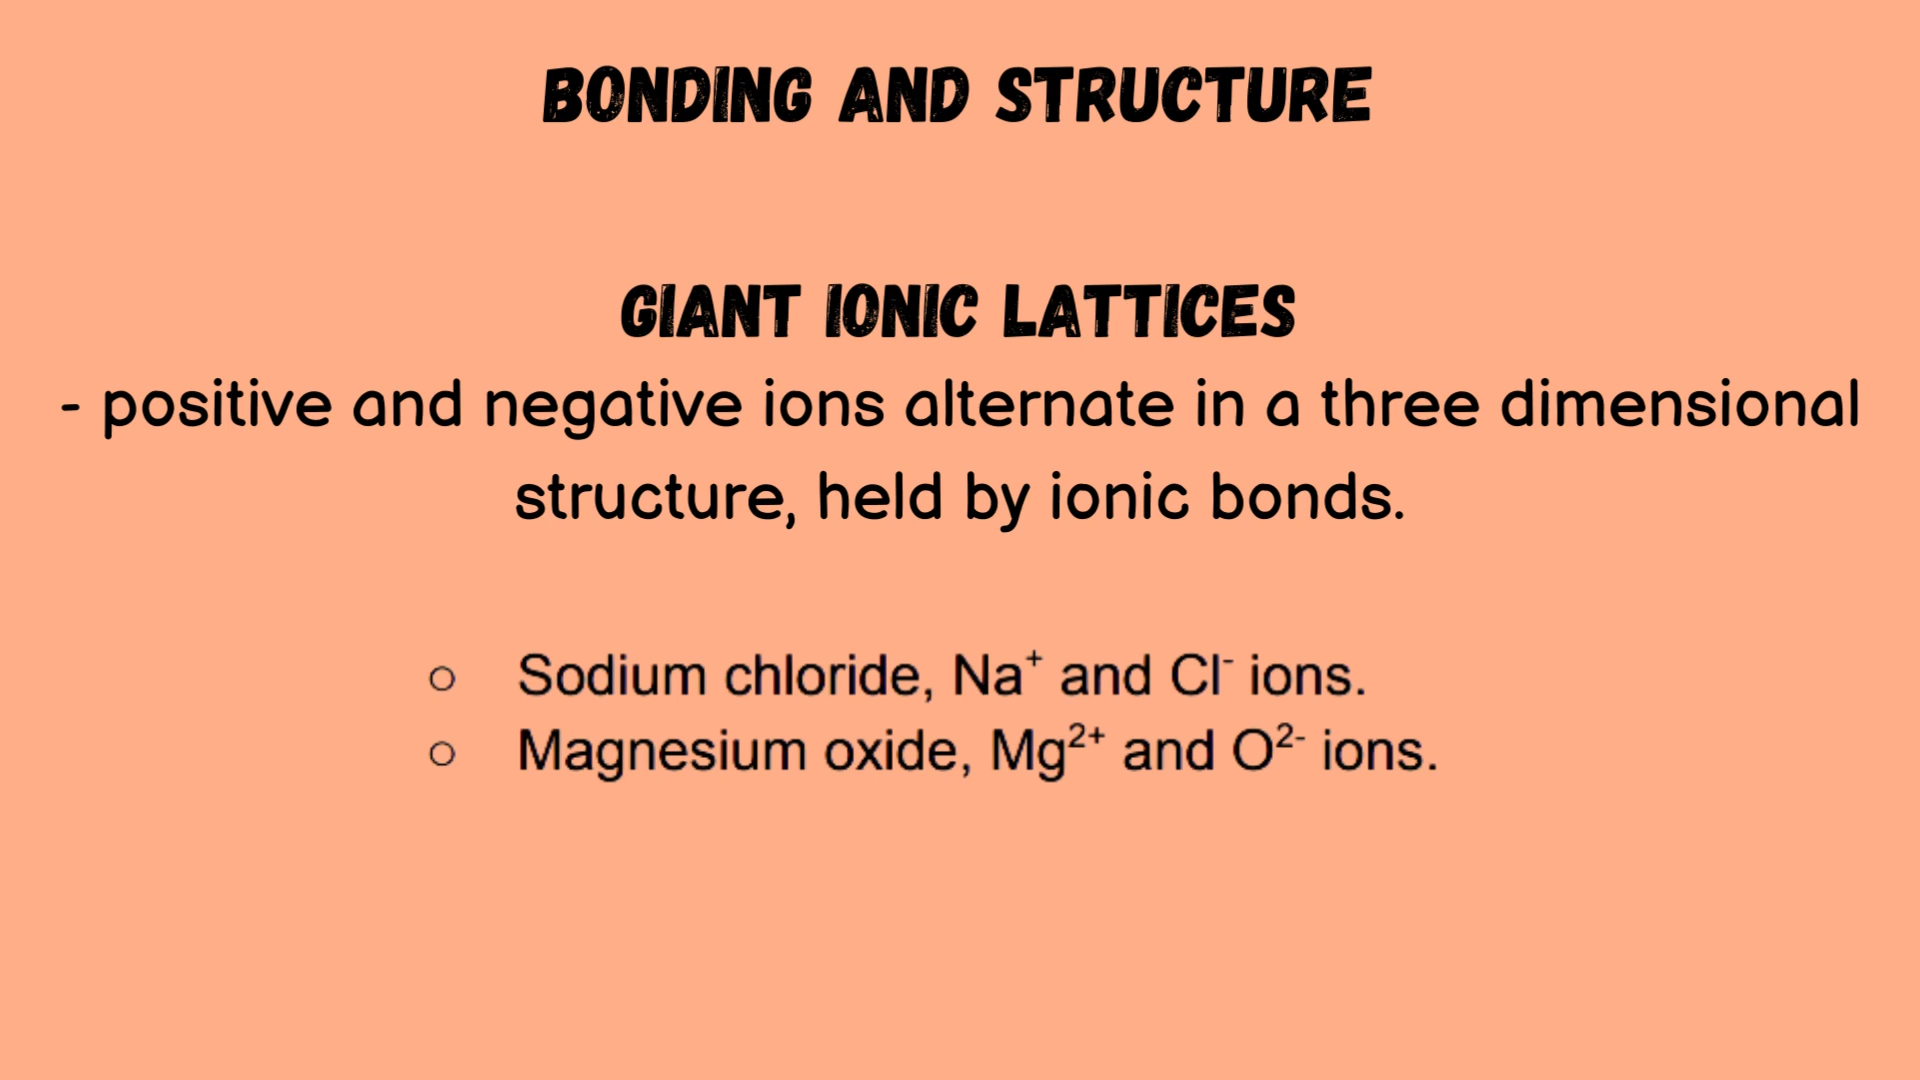 BONDING AND STRUCTURE
GIANT IONIC LATTICES
- positive and negative ions alternate in a three dimensional
structure, held by ionic bonds.
○ Sodium chloride, Na⁺ and Cl⁻ ions.
○ Magnesium oxide, Mg²⁺ and O²⁻ ions.